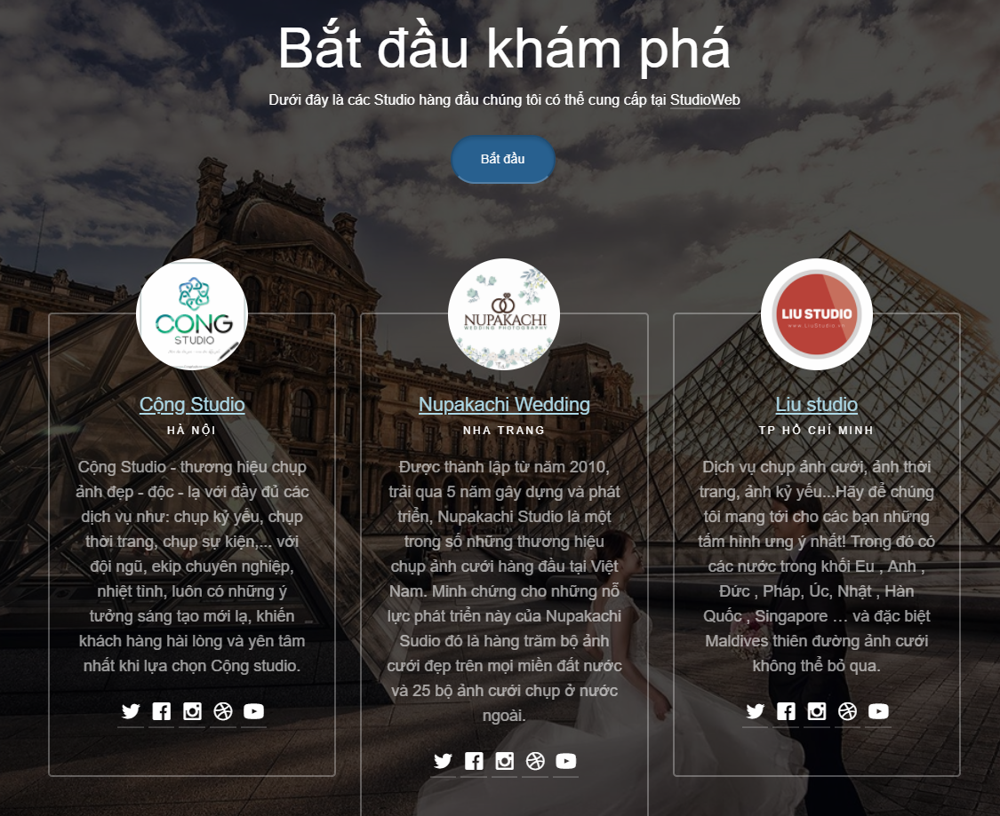 Bắt đầu khám phá
Dưới đây là các Studio hàng đầu chúng tôi có thể cung cấp tại StudioWeb
Bắt đầu
CONG
STUDIO
Cộng Studio
HÀ NỘI
Cộng Studio - thương hiệu chụp
ảnh đẹp - độc - lạ với đầy đủ các
dịch vụ như: chụp kỷ yếu, chụp
thời trang, chụp sự kiện,... với
đội ngũ, ekip chuyên nghiệp,
nhiệt tình, luôn có những ý
tưởng sáng tạo mới lạ, khiến
khách hàng hài lòng và yên tâm
nhất khi lựa chọn Cộng studio.
NUPAKACHI
WEDDING PHOTOGRAPHY
Nupakachi Wedding
NHA TRANG
Được thành lập từ năm 2010,
trải qua 5 năm gây dựng và phát
triển, Nupakachi Studio là một
trong số những thương hiệu
chụp ảnh cưới hàng đầu tại Việt
Nam. Minh chứng cho những nỗ
lực phát triển này của Nupakachi
Sudio đó là hàng trăm bộ ảnh
cưới đẹp trên mọi miền đất nước
và 25 bộ ảnh cưới chụp ở nước
ngoài.
LIU STUDIO
www.LiuStudio.vn
Liu studio
TP HỒ CHÍ MINH
Dịch vụ chụp ảnh cưới, ảnh thời
trang, ảnh kỷ yếu...Hãy để chúng
tôi mang tới cho các bạn những
tấm hình ưng ý nhất! Trong đó có
các nước trong khối Eu , Anh ,
Đức , Pháp, Úc, Nhật , Hàn
Quốc , Singapore … và đặc biệt
Maldives thiên đường ảnh cưới
không thể bỏ qua.